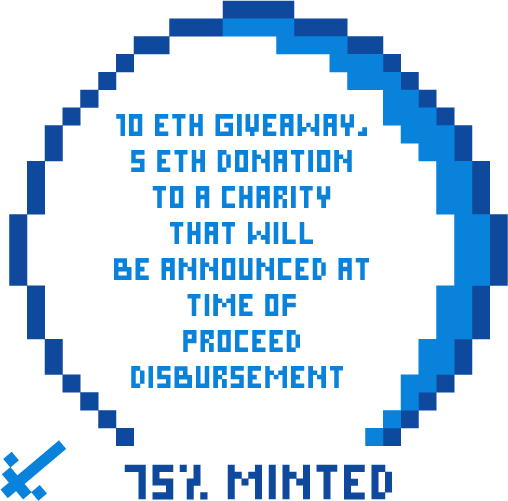 10 ETH GIVEAWAY.
5 ETH DONATION
TO A CHARITY
THAT WILL
BE ANNOUNCED AT
TIME OF
PROCEED
DISBURSEMENT
75% MINTED